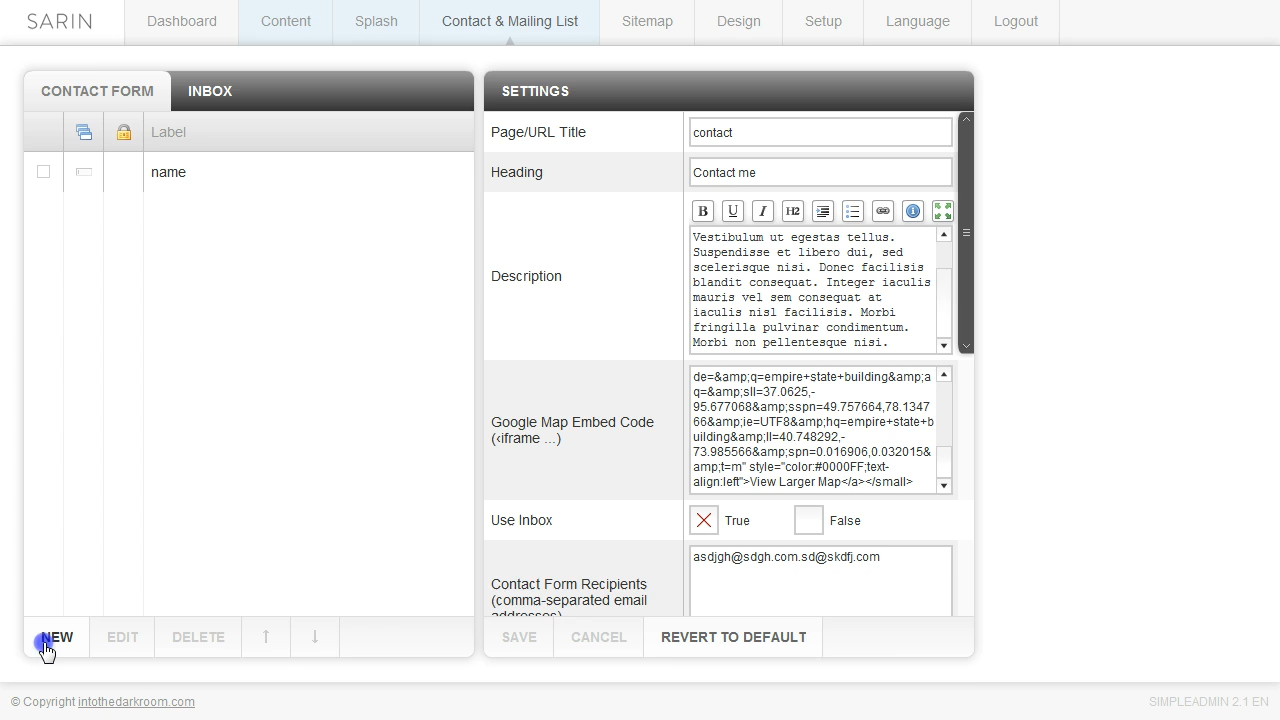 SARIN
Dashboard
Content
Splash
Contact & Mailing List
Sitemap
Design
Setup
Language
Logout
CONTACT FORM
INBOX
Label
name
NEW
EDIT
DELETE
↑
↓
SETTINGS
Page/URL Title
contact
Heading
Contact me
B
U
I
H2
Description
Vestibulum ut egestas tellus.
Suspendisse et libero dui, sed
scelerisque nisi. Donec facilisis
blandit consequat. Integer iaculis
mauris vel sem consequat at
iaculis nisl facilisis. Morbi
fringilla pulvinar condimentum.
Morbi non pellentesque nisi.
Google Map Embed Code
(‹iframe ...)
de=&amp;q=empire+state+building&amp;a
q=&amp;sll=37.0625,-
95.677068&amp;sspn=49.757664,78.1347
66&amp;ie=UTF8&amp;hq=empire+state+b
uilding&amp;ll=40.748292,-
73.985566&amp;spn=0.016906,0.032015&
amp;t=m" style="color:#0000FF;text-
align:left">View Larger Map</a></small>
Use Inbox
True
False
Contact Form Recipients
(comma-separated email
addresses)
asdjgh@sdgh.com.sd@skdfj.com
SAVE
CANCEL
REVERT TO DEFAULT
© Copyright intothedarkroom.com
SIMPLEADMIN 2.1 EN